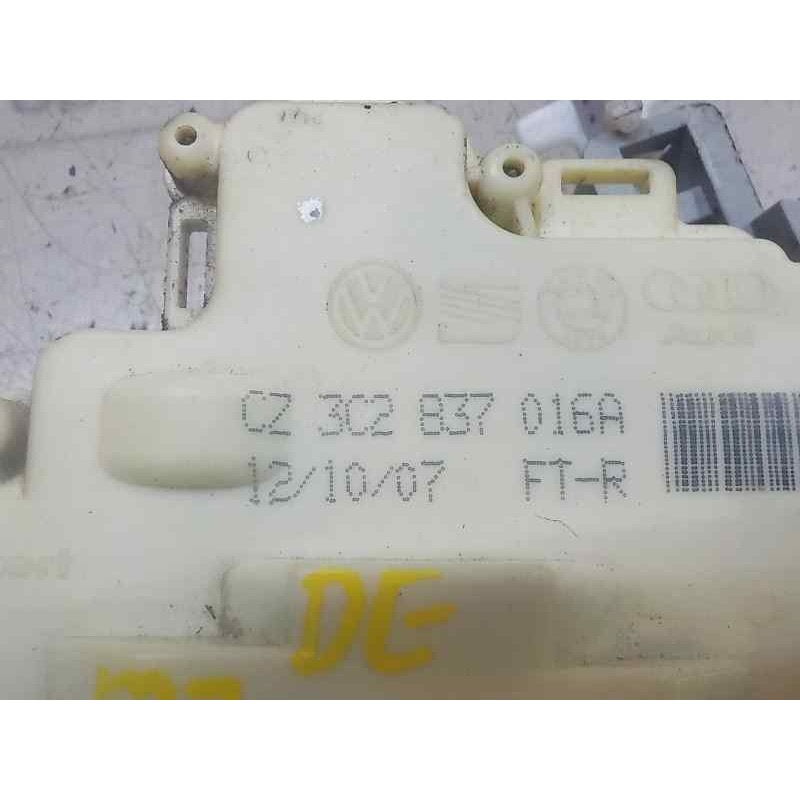 CZ 3C2 837 016A
12/10/07 FT-R
DE-